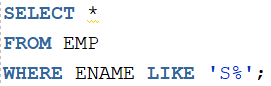 SELECT *
FROM EMP
WHERE ENAME LIKE 'S%';